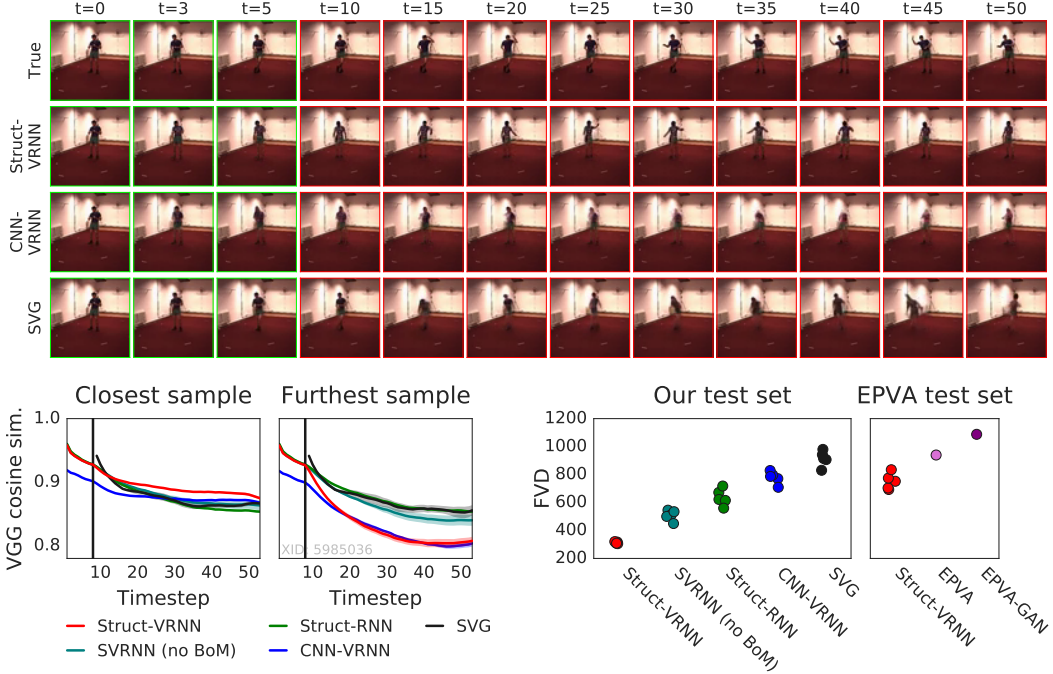 t=0 t=3 t=5 t=10 t=15 t=20 t=25 t=30 t=35 t=40 t=45 t=50
True
Struct-
VRNN
CNN-
VRNN
SVG
Closest sample
Furthest sample
VGG cosine sim.
1.0
0.9
0.8
XID: 5985036
10 20 30 40 50
10 20 30 40 50
Timestep
Timestep
Struct-VRNN
Struct-RNN
SVG
SVRNN (no BoM)
CNN-VRNN
Our test set
EPVA test set
FVD
1200
1000
800
600
400
200
Struct-VRNN
SVRNN (no BoM)
Struct-RNN
CNN-VRNN
SVG
Struct-VRNN
EPVA
EPVA-GAN